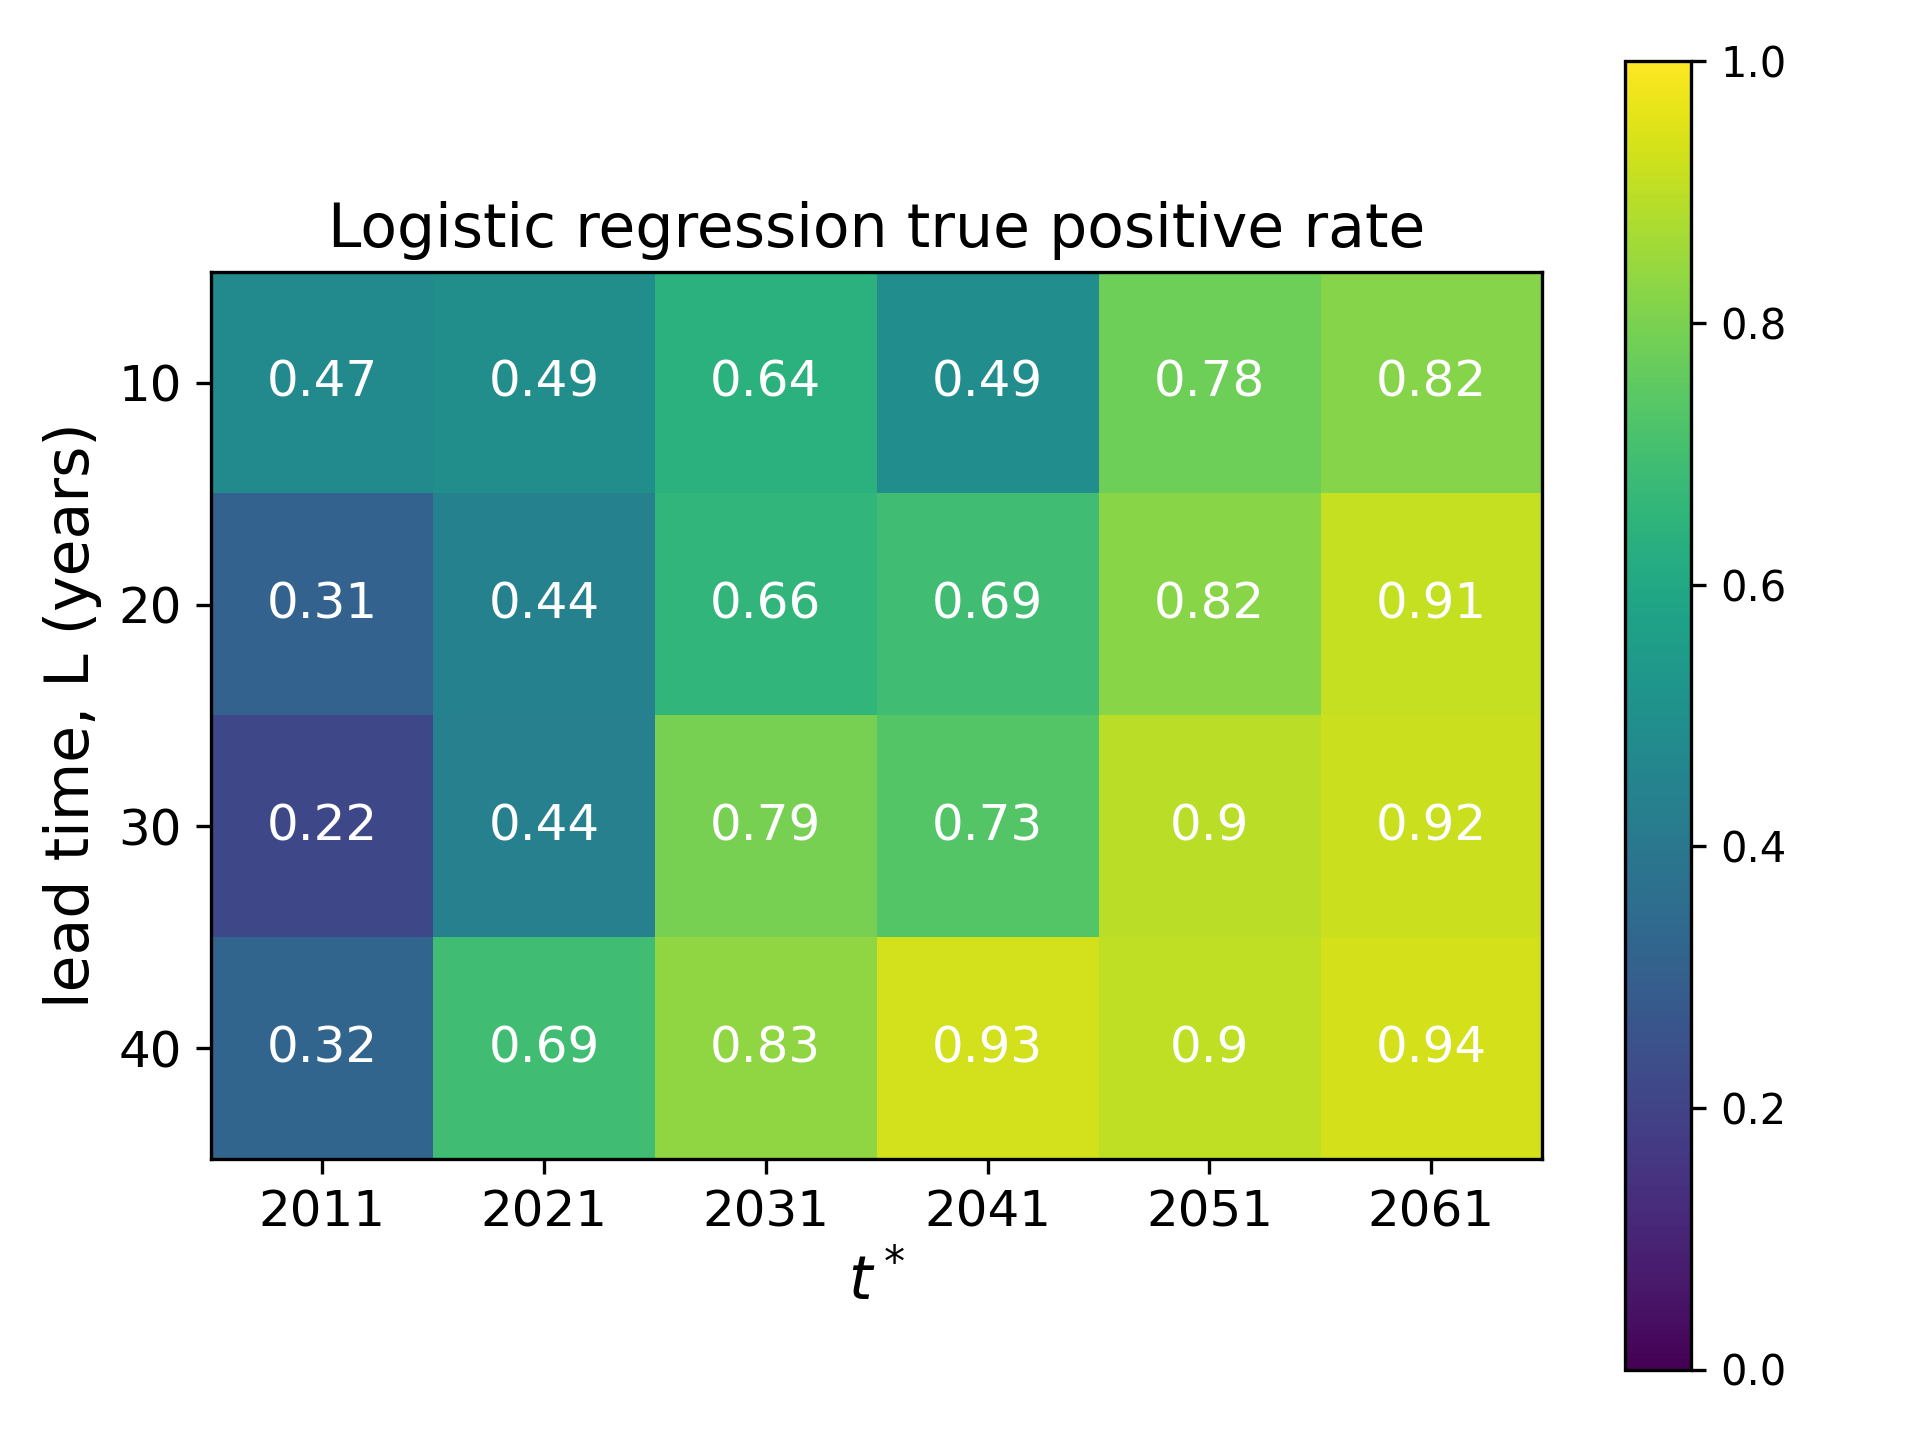 Logistic regression true positive rate
lead time, L (years)
10 0.47 0.49 0.64 0.49 0.78 0.82
20 0.31 0.44 0.66 0.69 0.82 0.91
30 0.22 0.44 0.79 0.73 0.9 0.92
40 0.32 0.69 0.83 0.93 0.9 0.94
2011 2021 2031 2041 2051 2061
t*
1.0
0.8
0.6
0.4
0.2
0.0